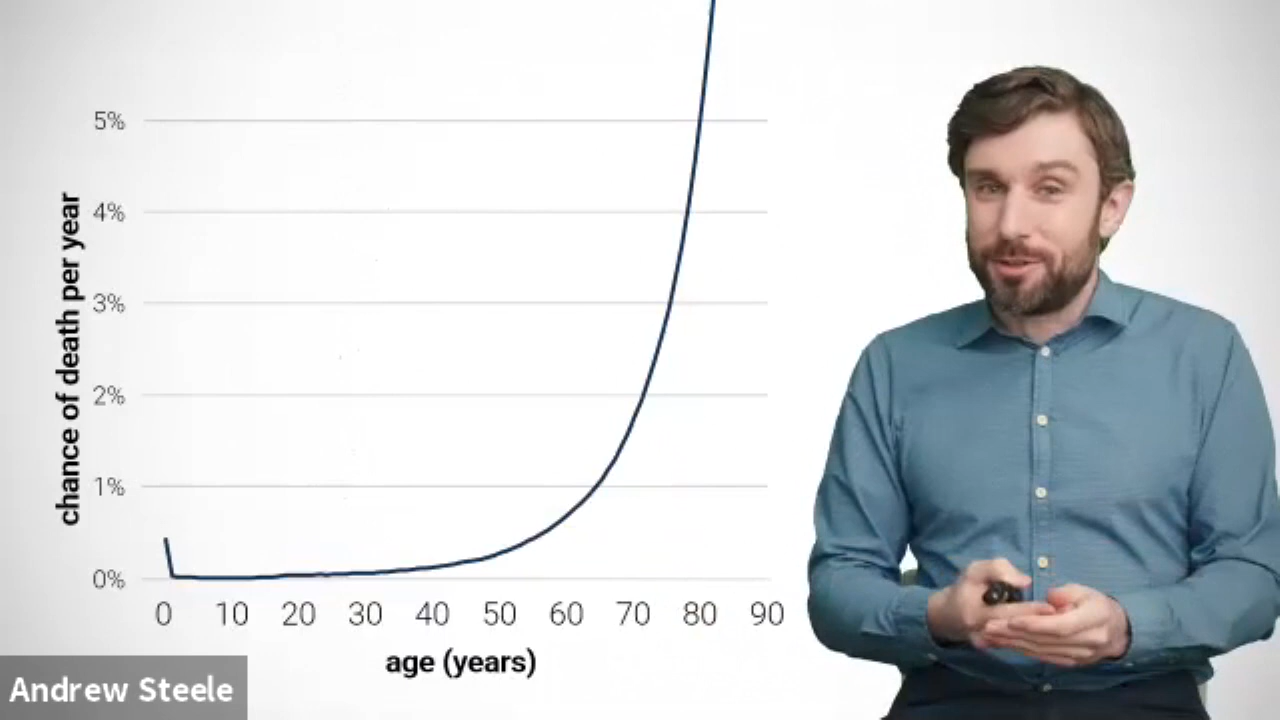 5%
4%
3%
2%
1%
0%
chance of death per year
0 10 20 30 40 50 60 70 80 90
age (years)
Andrew Steele